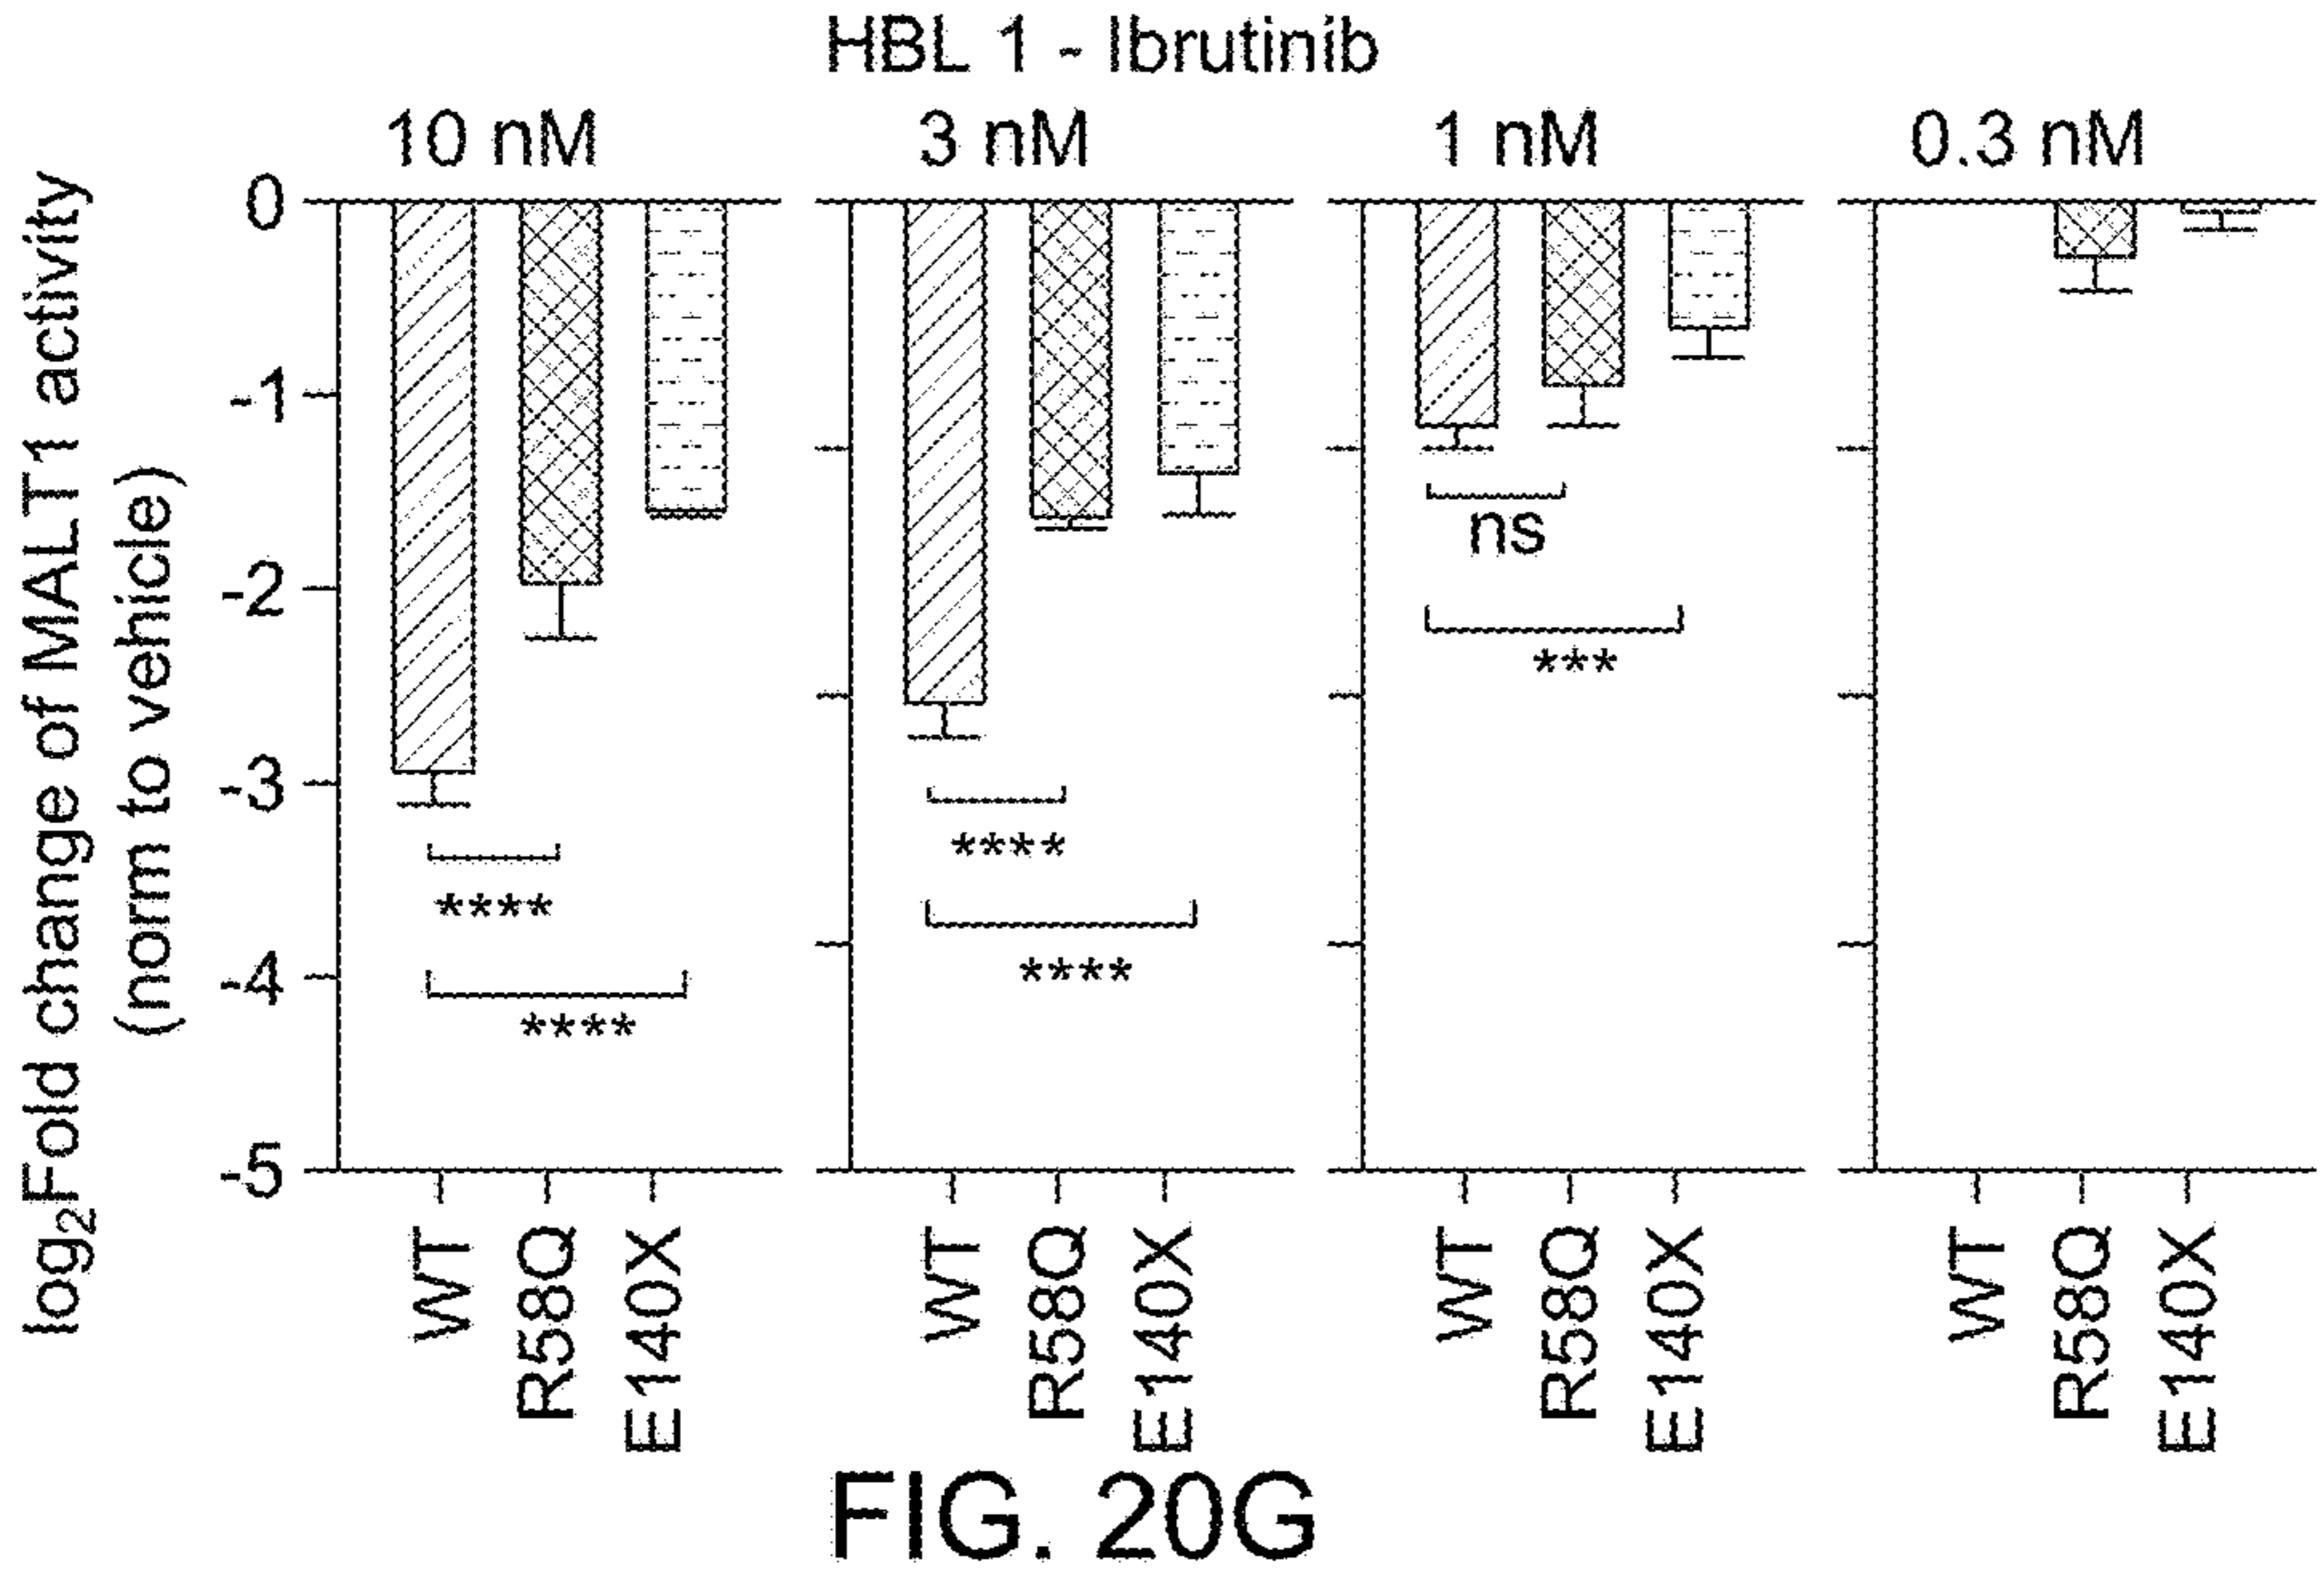 HBL 1 - Ibrutinib
10 nM 3 nM 1 nM 0.3 nM
log₂Fold change of MALT1 activity
(norm to vehicle)
0
-1
-2
-3
-4
-5
****
****
****
****
ns
***
WT R58Q E140X WT R58Q E140X WT R58Q E140X WT R58Q E140X
FIG. 20G